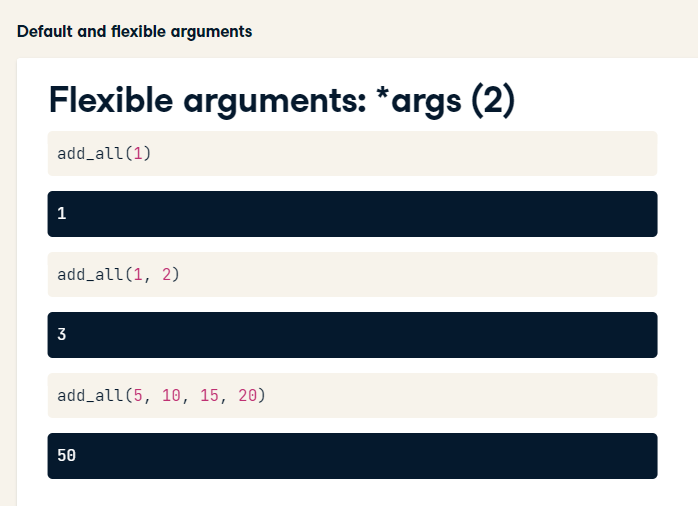 Default and flexible arguments
Flexible arguments: *args (2)
add_all(1)
1
add_all(1, 2)
3
add_all(5, 10, 15, 20)
50